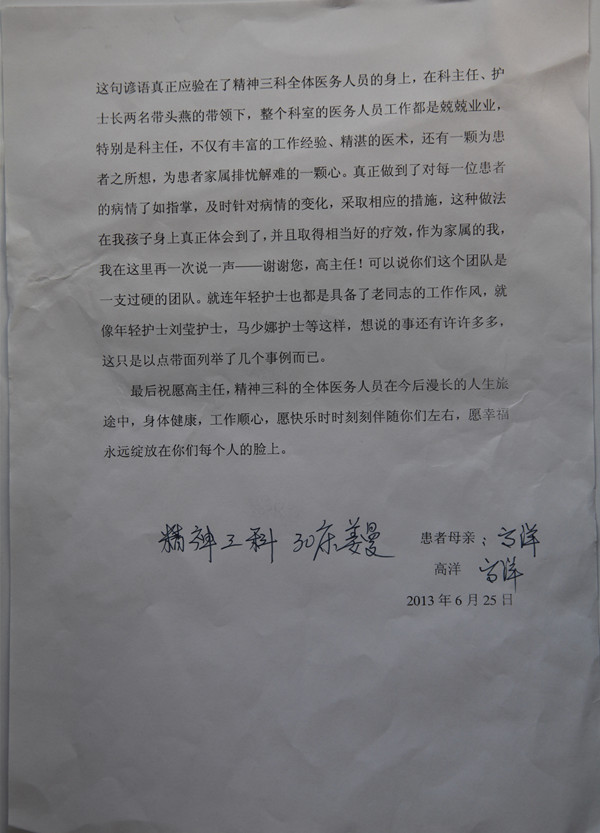 这句谚语真正应验在了精神三科全体医务人员的身上，在科主任、护
士长两名带头燕的带领下，整个科室的医务人员工作都是兢兢业业，
特别是科主任，不仅有丰富的工作经验、精湛的医术，还有一颗为患
者之所想，为患者家属排忧解难的一颗心。真正做到了对每一位患者
的病情了如指掌，及时针对病情的变化，采取相应的措施，这种做法
在我孩子身上真正体会到了，并且取得相当好的疗效，作为家属的我，
我在这里再一次说一声——谢谢您，高主任！可以说你们这个团队是
一支过硬的团队。就连年轻护士也都是具备了老同志的工作作风，就
像年轻护士刘莹护士，马少娜护士等这样，想说的事还有许许多多，
这只是以点带面列举了几个事例而已。
最后祝愿高主任，精神三科的全体医务人员在今后漫长的人生旅
途中，身体健康，工作顺心，愿快乐时时刻刻伴随你们左右，愿幸福
永远绽放在你们每个人的脸上。
精神三科 30床姜曼 患者母亲：高洋
高洋 高洋
2013 年 6 月 25 日